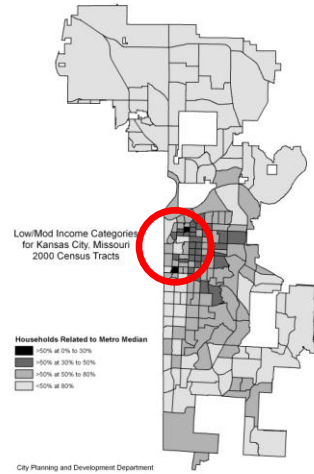 Low/Mod Income Categories
for Kansas City, Missouri
2000 Census Tracts
Households Related to Metro Median
>50% at 0% to 30%
>50% at 30% to 50%
>50% at 50% to 80%
<50% at 80%
City Planning and Development Department